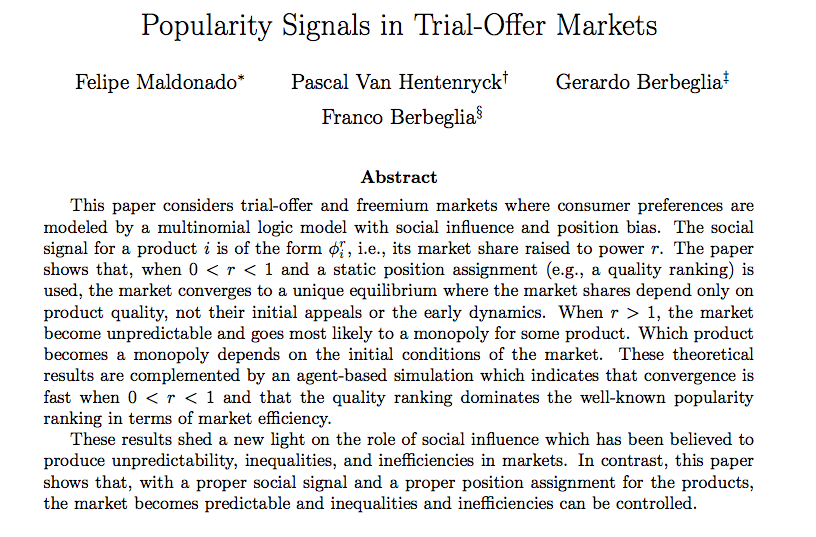 Popularity Signals in Trial-Offer Markets
Felipe Maldonado* Pascal Van Hentenryck† Gerardo Berbeglia‡
Franco Berbeglia§
Abstract
This paper considers trial-offer and freemium markets where consumer preferences are
modeled by a multinomial logic model with social influence and position bias. The social
signal for a product i is of the form ϕᵢʳ, i.e., its market share raised to power r. The paper
shows that, when 0 < r < 1 and a static position assignment (e.g., a quality ranking) is
used, the market converges to a unique equilibrium where the market shares depend only on
product quality, not their initial appeals or the early dynamics. When r > 1, the market
become unpredictable and goes most likely to a monopoly for some product. Which product
becomes a monopoly depends on the initial conditions of the market. These theoretical
results are complemented by an agent-based simulation which indicates that convergence is
fast when 0 < r < 1 and that the quality ranking dominates the well-known popularity
ranking in terms of market efficiency.
These results shed a new light on the role of social influence which has been believed to
produce unpredictability, inequalities, and inefficiencies in markets. In contrast, this paper
shows that, with a proper social signal and a proper position assignment for the products,
the market becomes predictable and inequalities and inefficiencies can be controlled.